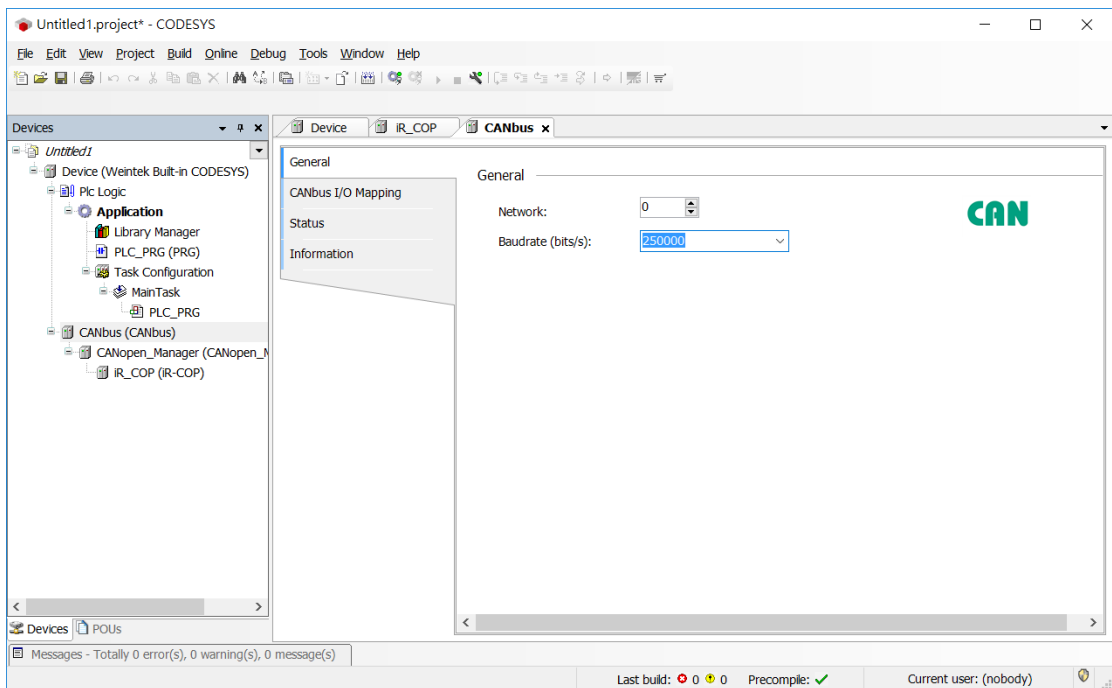 Untitled1.project* - CODESYS
File Edit View Project Build Online Debug Tools Window Help
Devices
Untitled1
Device (Weintek Built-in CODESYS)
Plc Logic
Application
Library Manager
PLC_PRG (PRG)
Task Configuration
MainTask
PLC_PRG
CANbus (CANbus)
CANopen_Manager (CANopen_M
iR_COP (iR-COP)
Devices POUs
Device iR_COP CANbus
General
CANbus I/O Mapping
Status
Information
General
Network: 0
Baudrate (bits/s): 250000
CAN
Messages - Totally 0 error(s), 0 warning(s), 0 message(s)
Last build: 0 0 Precompile: Current user: (nobody)